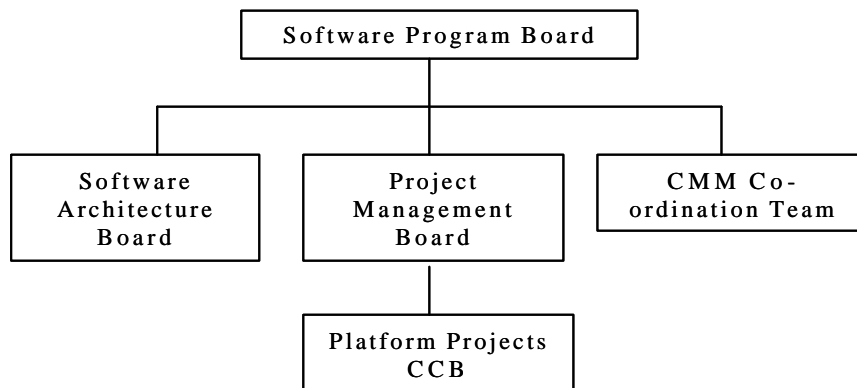 Software Program Board
Software
Architecture
Board
Project
Management
Board
CMM Co-
ordination Team
Platform Projects
CCB